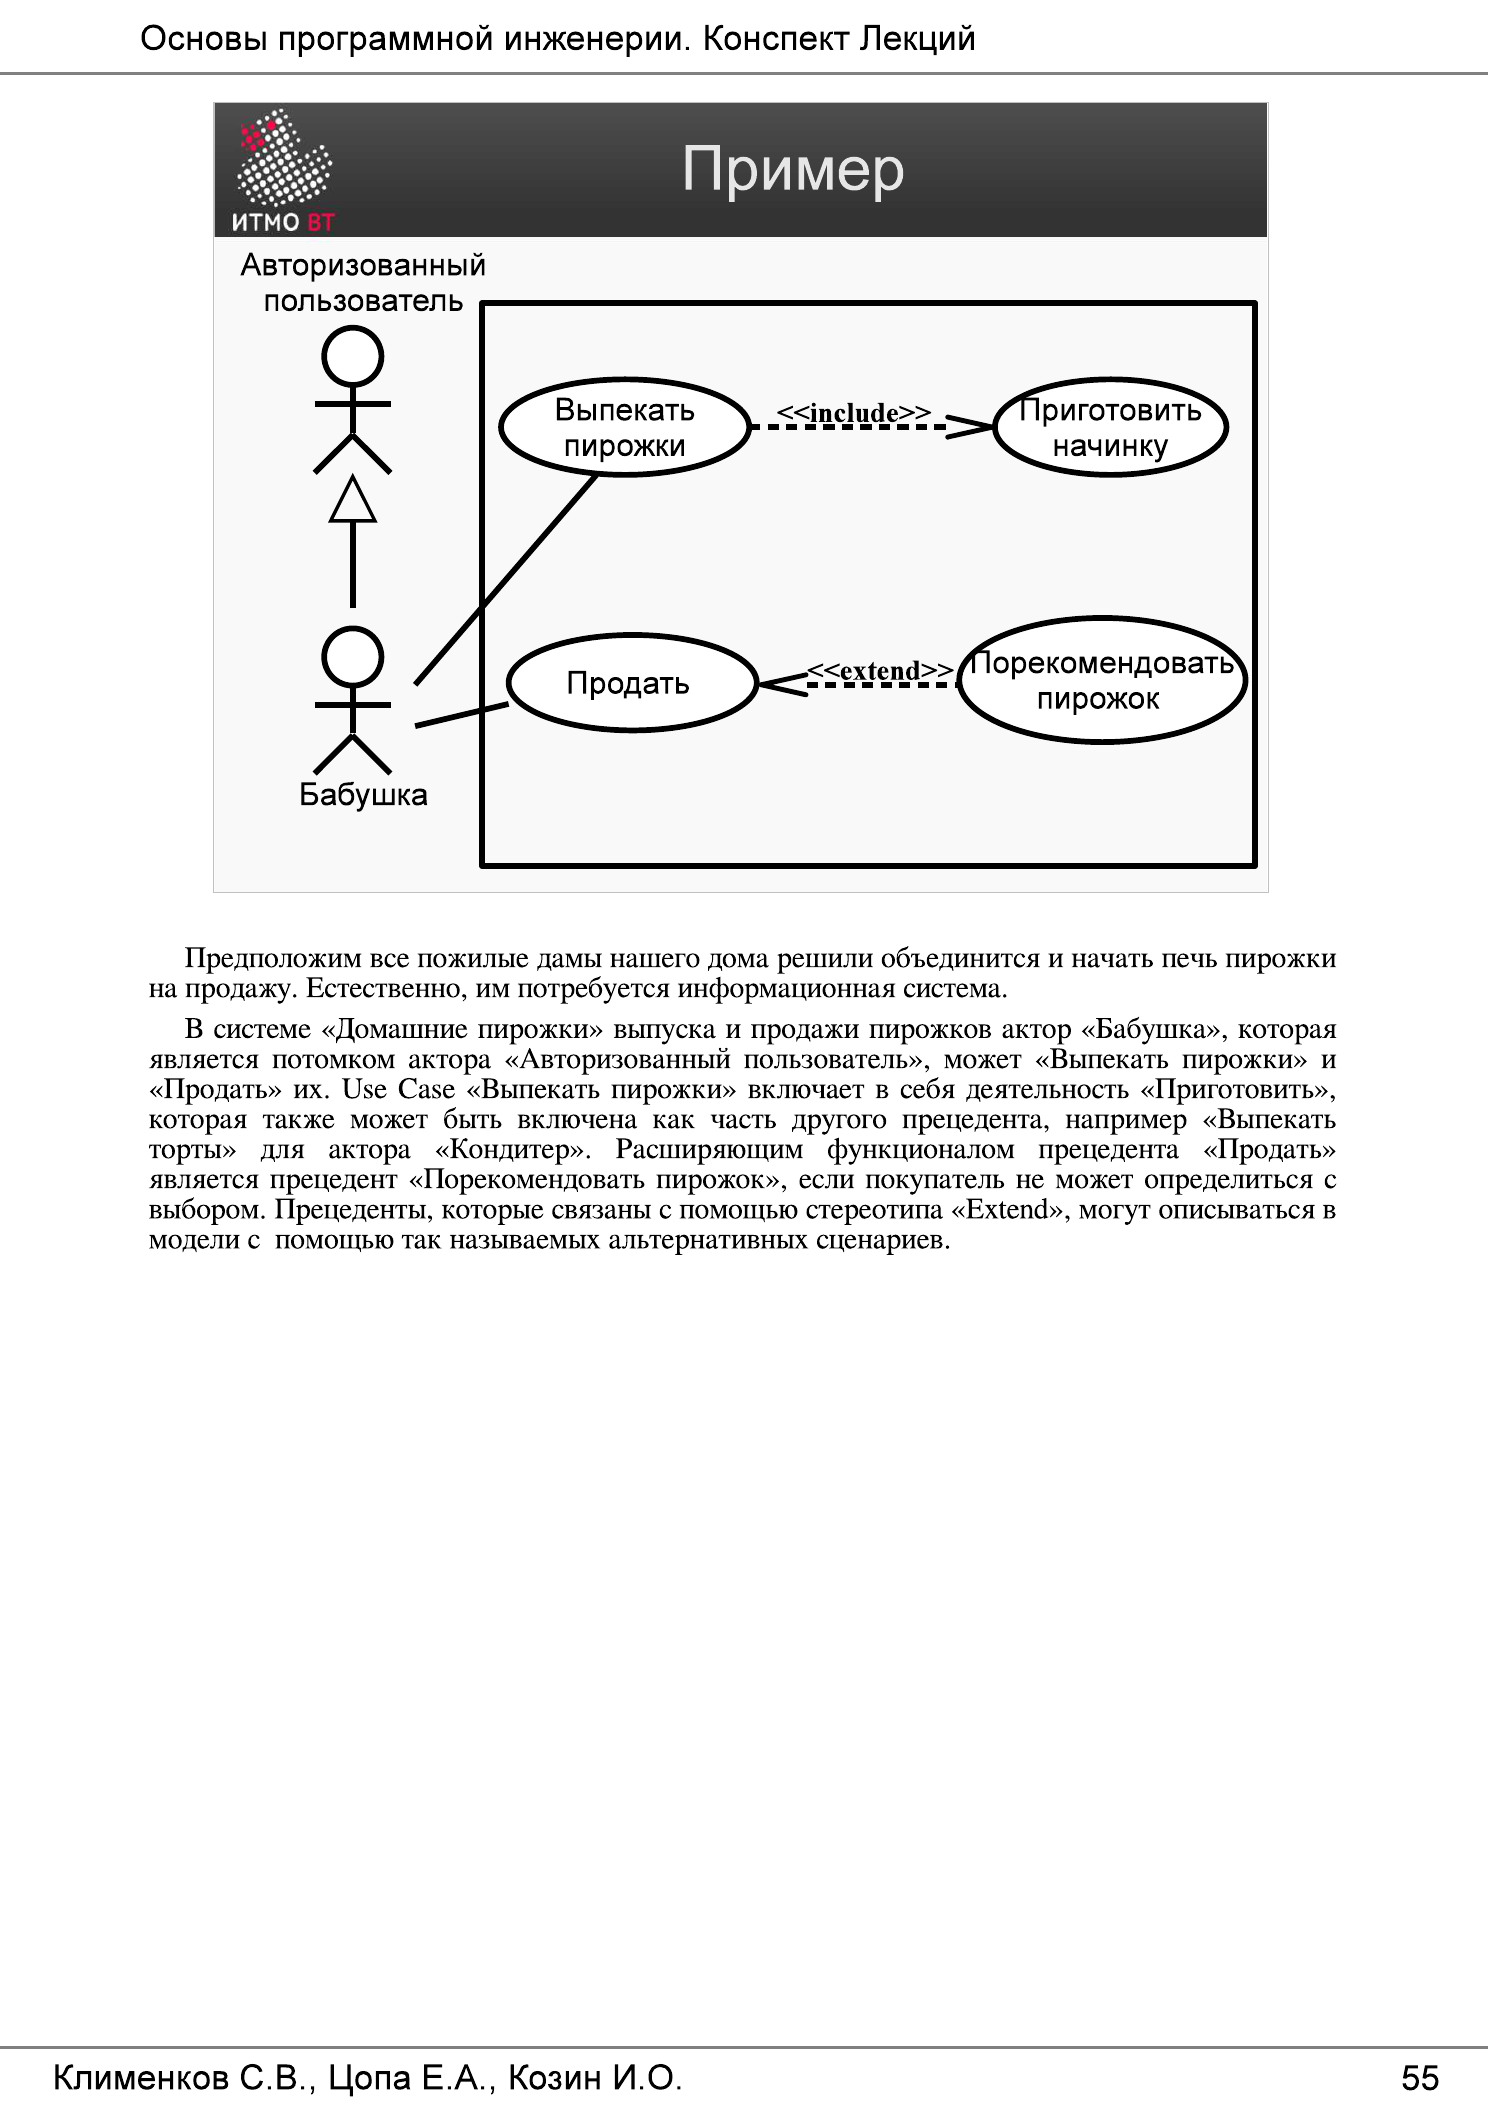 Основы программной инженерии. Конспект Лекций
Пример
ИТМО ВТ
Авторизованный
пользователь
Выпекать
пирожки
<<include>>
Приготовить
начинку
Продать
<<extend>>
Порекомендовать
пирожок
Бабушка
Предположим все пожилые дамы нашего дома решили объединится и начать печь пирожки
на продажу. Естественно, им потребуется информационная система.
В системе «Домашние пирожки» выпуска и продажи пирожков актор «Бабушка», которая
является потомком актора «Авторизованный пользователь», может «Выпекать пирожки» и
«Продать» их. Use Case «Выпекать пирожки» включает в себя деятельность «Приготовить»,
которая также может быть включена как часть другого прецедента, например «Выпекать
торты» для актора «Кондитер». Расширяющим функционалом прецедента «Продать»
является прецедент «Порекомендовать пирожок», если покупатель не может определиться с
выбором. Прецеденты, которые связаны с помощью стереотипа «Extend», могут описываться в
модели с  помощью так называемых альтернативных сценариев.
Клименков С.В., Цопа Е.А., Козин И.О.
55